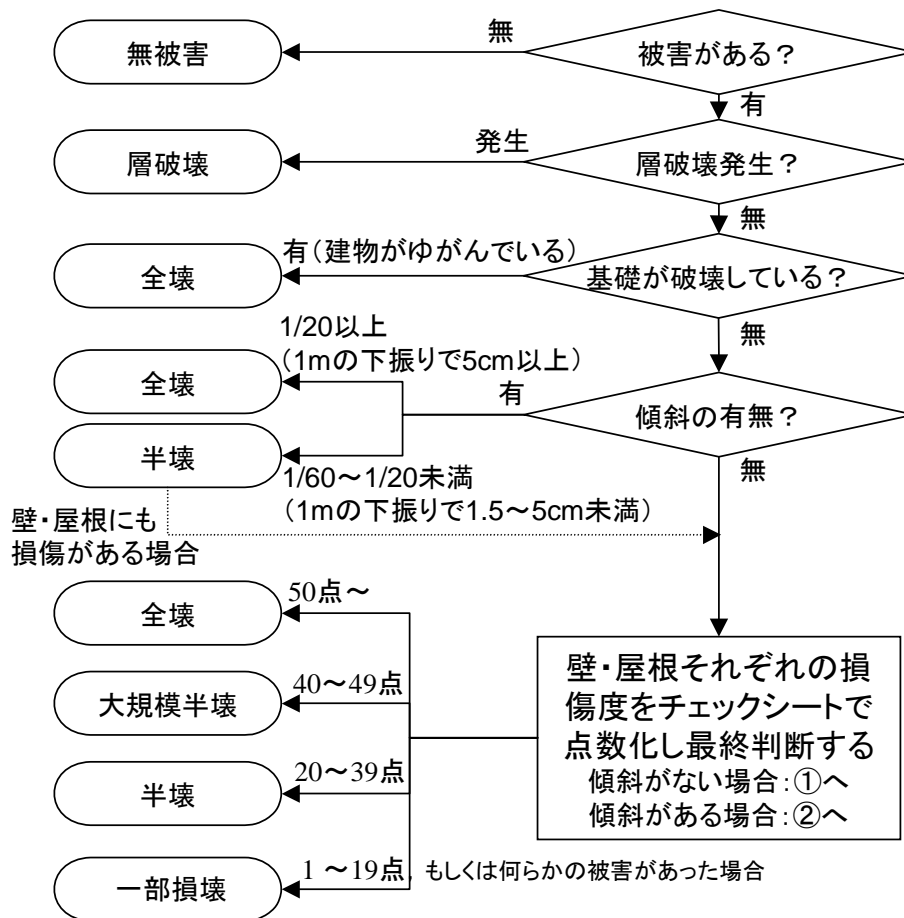 無
無被害
被害がある？
有
発生
層破壊
層破壊発生？
無
有（建物がゆがんでいる）
全壊
基礎が破壊している？
無
1/20以上
（1mの下振りで5cm以上）
全壊
有
傾斜の有無？
半壊
1/60～1/20未満
（1mの下振りで1.5～5cm未満）
無
壁・屋根にも
損傷がある場合
50点～
全壊
壁・屋根それぞれの損
傷度をチェックシートで
点数化し最終判断する
傾斜がない場合：①へ
傾斜がある場合：②へ
40～49点
大規模半壊
20～39点
半壊
1 ～19点，もしくは何らかの被害があった場合
一部損壊